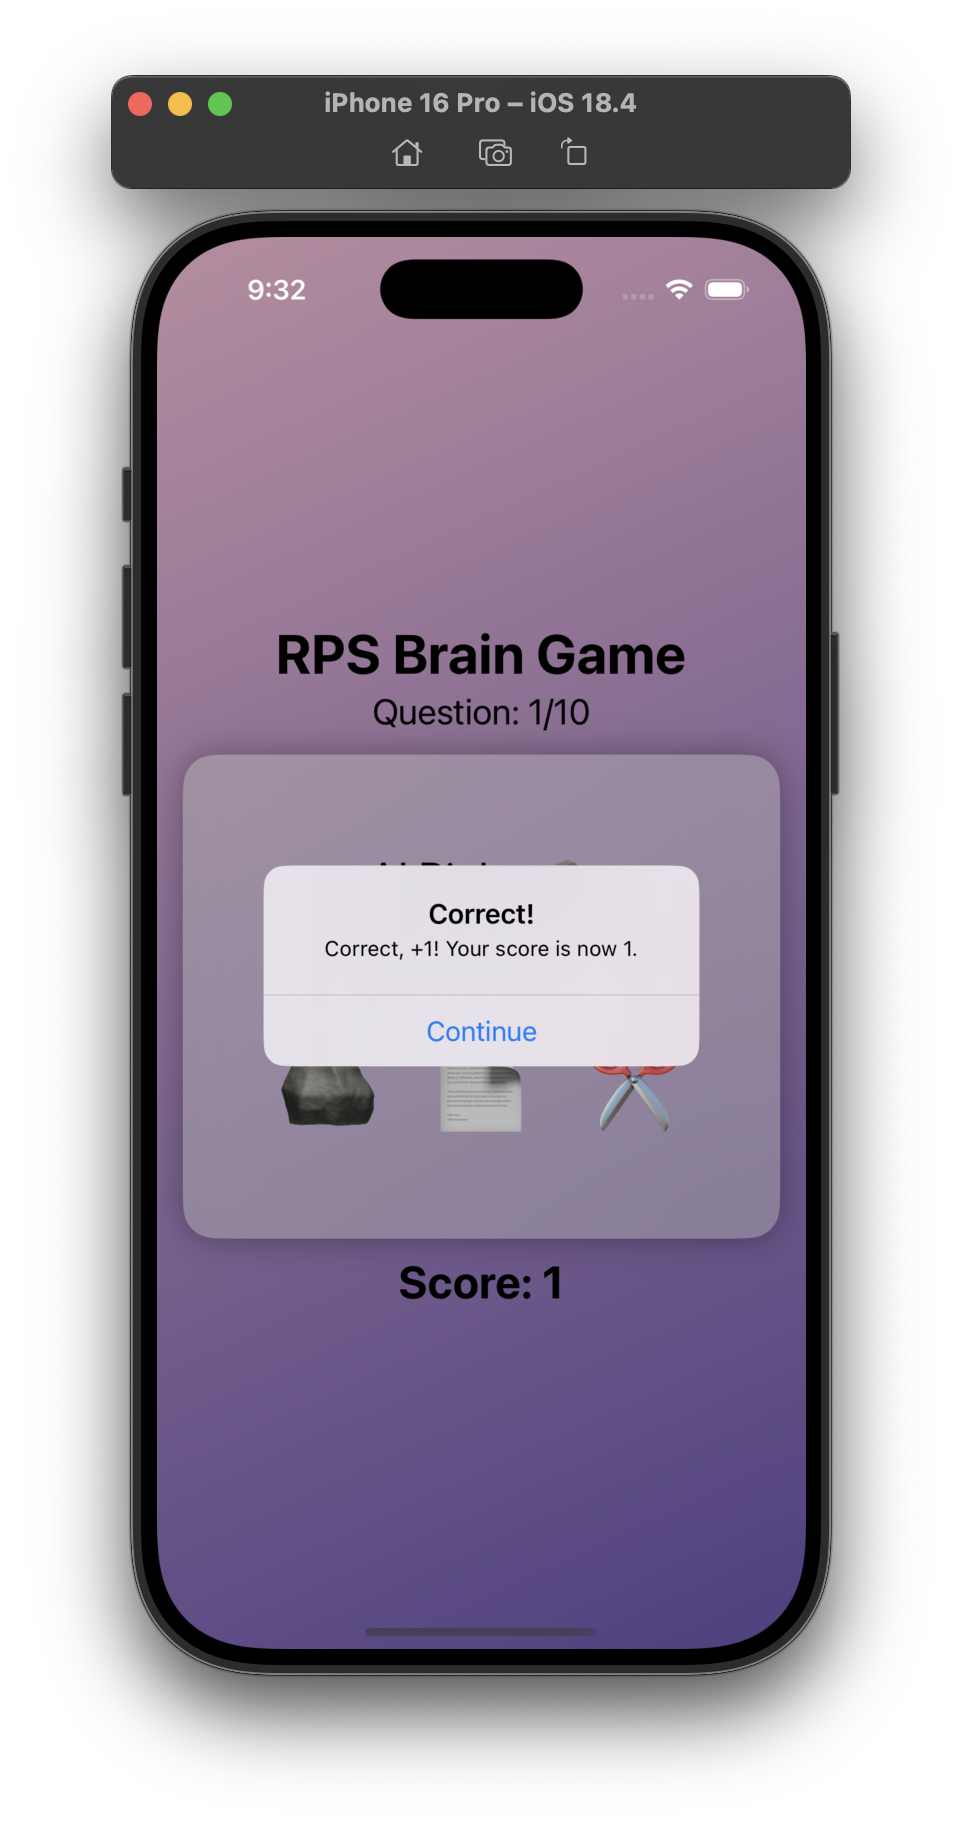 iPhone 16 Pro – iOS 18.4
9:32
RPS Brain Game
Question: 1/10
Correct!
Correct, +1! Your score is now 1.
Continue
Score: 1